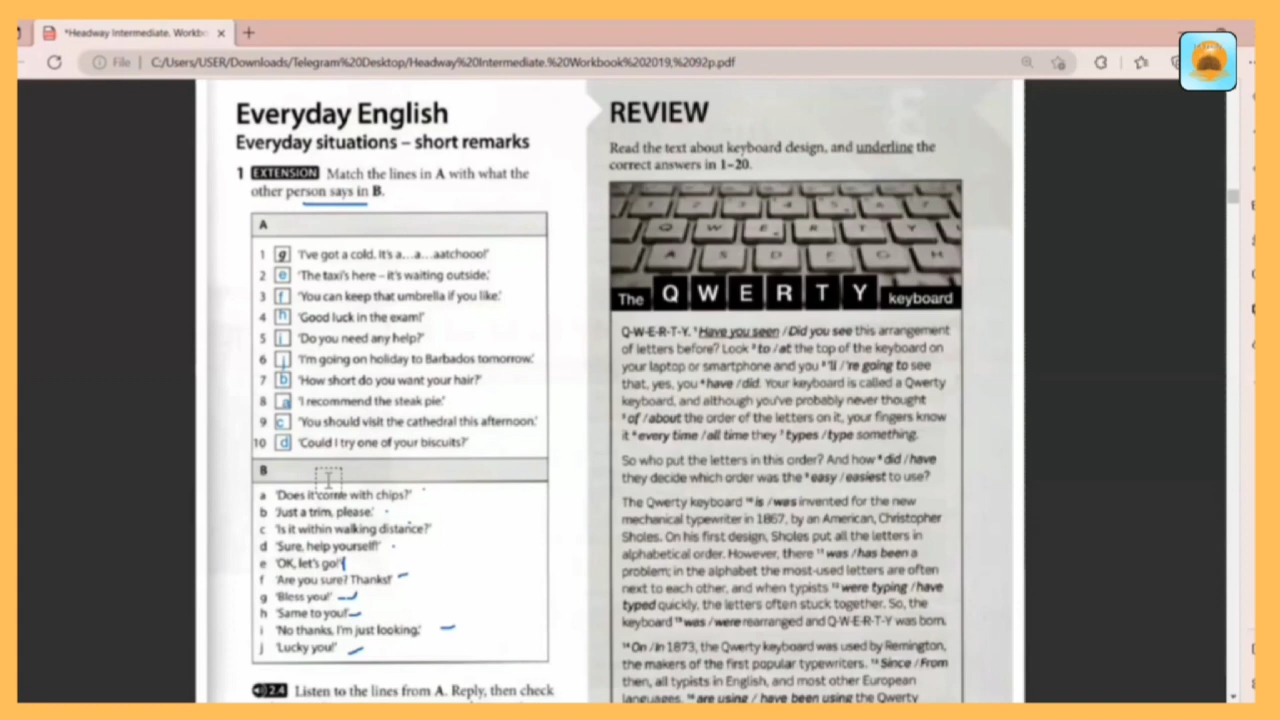 *Headway Intermediate. Workb
File
C:/Users/USER/Downloads/Telegram%20Desktop/Headway%20Intermediate.%20Workbook%202019,%2092p.pdf
Everyday English
Everyday situations – short remarks
1 EXTENSION Match the lines in A with what the
other person says in B.
A
1 g 'I've got a cold. It's a…a…aatchooo!'
2 e 'The taxi's here – it's waiting outside.'
3 f 'You can keep that umbrella if you like.'
4 h 'Good luck in the exam!'
5 i 'Do you need any help?'
6 j 'I'm going on holiday to Barbados tomorrow.'
7 b 'How short do you want your hair?'
8 a 'I recommend the steak pie.'
9 c 'You should visit the cathedral this afternoon.'
10 d 'Could I try one of your biscuits?'
B
a 'Does it come with chips?'
b 'Just a trim, please.'
c 'Is it within walking distance?'
d 'Sure, help yourself!'
e 'OK, let's go!'
f 'Are you sure? Thanks!'
g 'Bless you!'
h 'Same to you!'
i 'No thanks, I'm just looking.'
j 'Lucky you!'
2.4 Listen to the lines from A. Reply, then check
REVIEW
Read the text about keyboard design, and underline the
correct answers in 1–20.
The QWERTY keyboard
Q-W-E-R-T-Y. 1 Have you seen / Did you see this arrangement
of letters before? Look 2 to / at the top of the keyboard on
your laptop or smartphone and you 3 'll / 're going to see
that, yes, you 4 have / did. Your keyboard is called a Qwerty
keyboard, and although you've probably never thought
5 of / about the order of the letters on it, your fingers know
it 6 every time / all time they 7 types / type something.
So who put the letters in this order? And how 8 did / have
they decide which order was the 9 easy / easiest to use?
The Qwerty keyboard 10 is / was invented for the new
mechanical typewriter in 1867, by an American, Christopher
Sholes. On his first design, Sholes put all the letters in
alphabetical order. However, there 11 was / has been a
problem; in the alphabet the most-used letters are often
next to each other, and when typists 12 were typing / have
typed quickly, the letters often stuck together. So, the
keyboard 13 was / were rearranged and Q-W-E-R-T-Y was born.
14 On / In 1873, the Qwerty keyboard was used by Remington,
the makers of the first popular typewriters. 15 Since / From
then, all typists in English, and most other European
languages, 16 are using / have been using the Qwerty